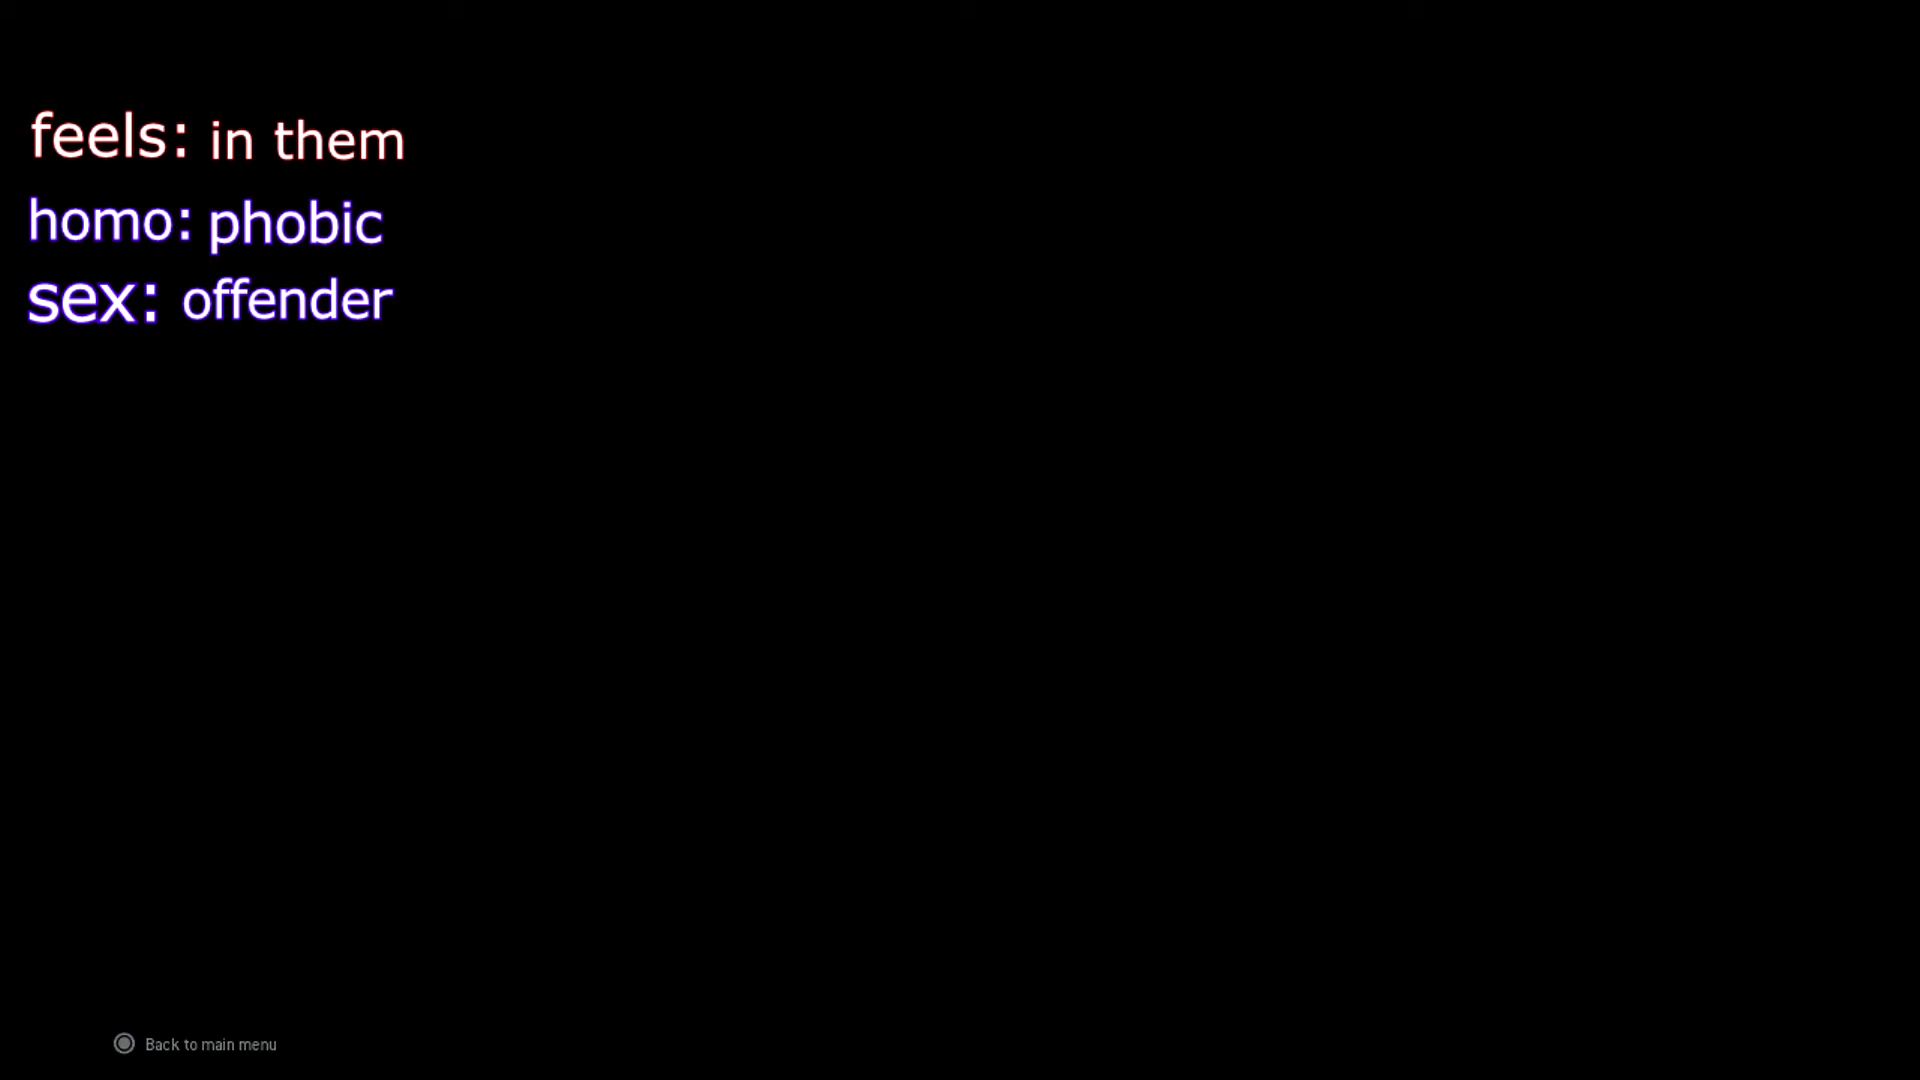 feels: in them
homo: phobic
sex: offender
Back to main menu